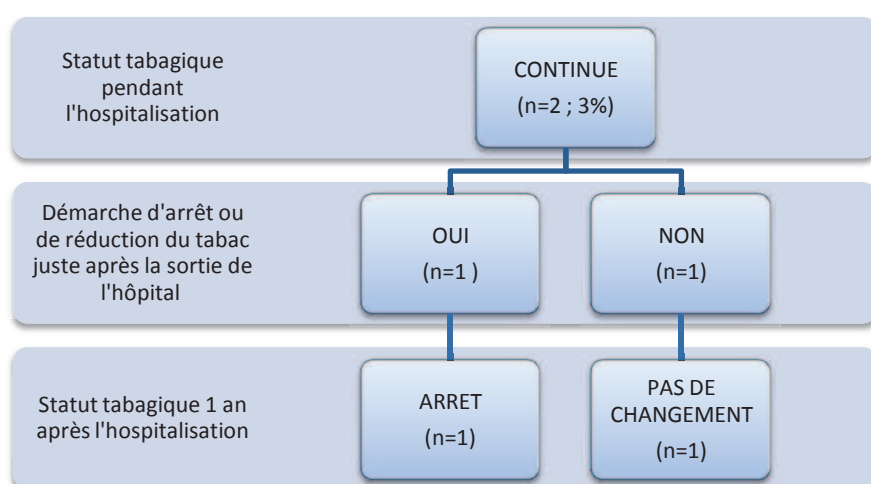 Statut tabagique
pendant
l'hospitalisation
CONTINUE
(n=2 ; 3%)
Démarche d'arrêt ou
de réduction du tabac
juste après la sortie de
l'hôpital
OUI
(n=1 )
NON
(n=1)
Statut tabagique 1 an
après l'hospitalisation
ARRET
(n=1)
PAS DE
CHANGEMENT
(n=1)